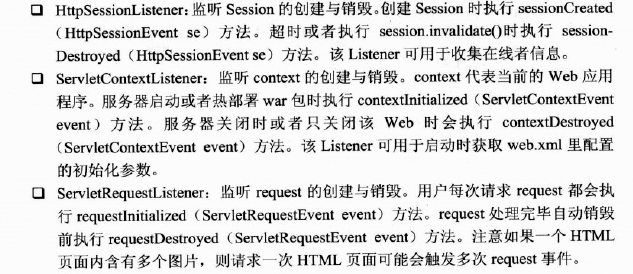 ❑ HttpSessionListener：监听 Session 的创建与销毁。创建 Session 时执行 sessionCreated
（HttpSessionEvent se）方法。超时或者执行 session.invalidate()时执行 session-
Destroyed（HttpSessionEvent se）方法。该 Listener 可用于收集在线者信息。
❑ ServletContextListener：监听 context 的创建与销毁。context 代表当前的 Web 应用
程序。服务器启动或者热部署 war 包时执行 contextInitialized（ServletContextEvent
event）方法。服务器关闭时或者只关闭该 Web 时会执行 contextDestroyed
（ServletContextEvent event）方法。该 Listener 可用于启动时获取 web.xml 里配置
的初始化参数。
❑ ServletRequestListener：监听 request 的创建与销毁。用户每次请求 request 都会执
行 requestInitialized（ServletRequestEvent event）方法。request 处理完毕自动销毁
前执行 requestDestroyed（ServletRequestEvent event）方法。注意如果一个 HTML
页面内含有多个图片，则请求一次 HTML 页面可能会触发多次 request 事件。